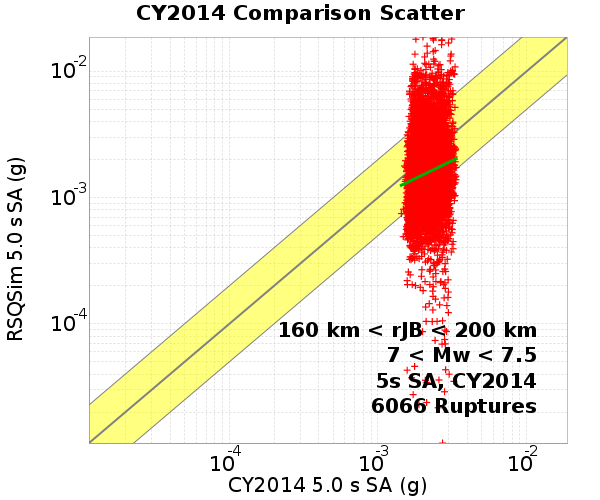 CY2014 Comparison Scatter
RSQSim 5.0 s SA (g)
10-2
10-3
10-4
160 km < rJB < 200 km
7 < Mw < 7.5
5s SA, CY2014
6066 Ruptures
10-4 10-3 10-2
CY2014 5.0 s SA (g)